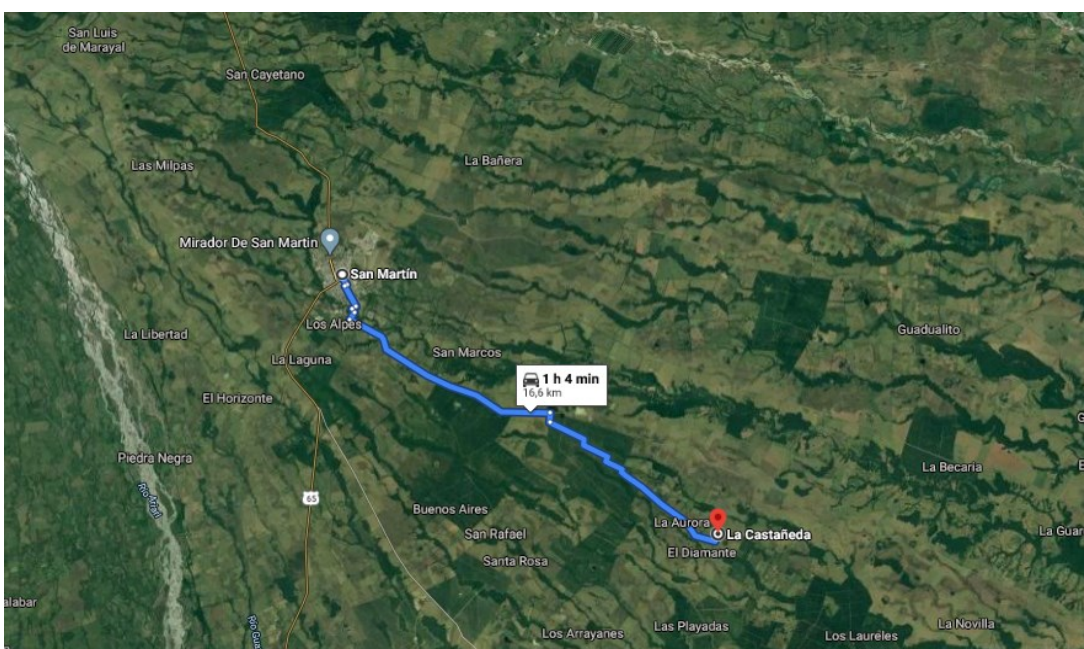 San Luis
de Marayal
San Cayetano
Las Milpas
La Bañera
Mirador De San Martin
San Martín
Los Alpes
La Libertad
Guadualito
La Laguna
San Marcos
1 h 4 min
16,6 km
El Horizonte
Piedra Negra
La Becaria
65
Rio Ariari
Buenos Aires
La Aurora
La Castañeda
San Rafael
El Diamante
Santa Rosa
La Novilla
Las Playadas
Los Arrayanes
Los Laureles